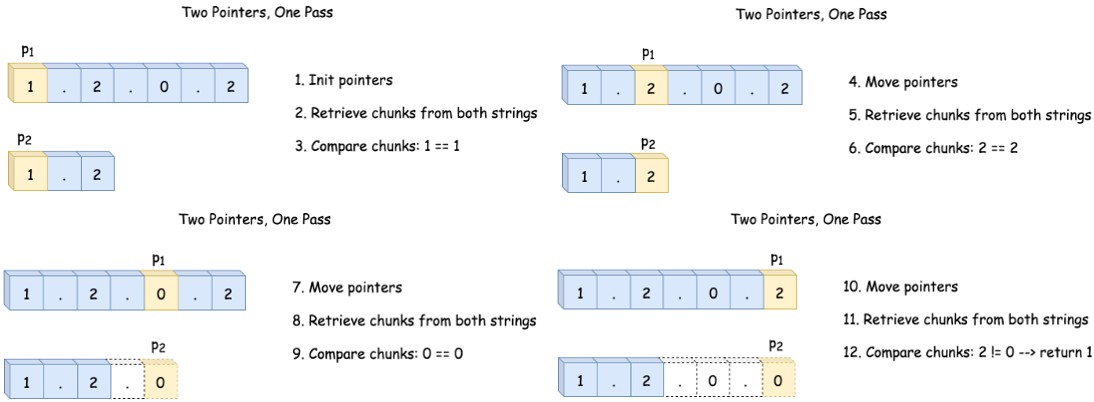 Two Pointers, One Pass
P1
1 . 2 . 0 . 2
P2
1 . 2
1. Init pointers
2. Retrieve chunks from both strings
3. Compare chunks: 1 == 1
Two Pointers, One Pass
P1
1 . 2 . 0 . 2
P2
1 . 2
4. Move pointers
5. Retrieve chunks from both strings
6. Compare chunks: 2 == 2
Two Pointers, One Pass
P1
1 . 2 . 0 . 2
P2
1 . 2 . 0
7. Move pointers
8. Retrieve chunks from both strings
9. Compare chunks: 0 == 0
Two Pointers, One Pass
P1
1 . 2 . 0 . 2
P2
1 . 2 . 0 . 0
10. Move pointers
11. Retrieve chunks from both strings
12. Compare chunks: 2 != 0 --> return 1